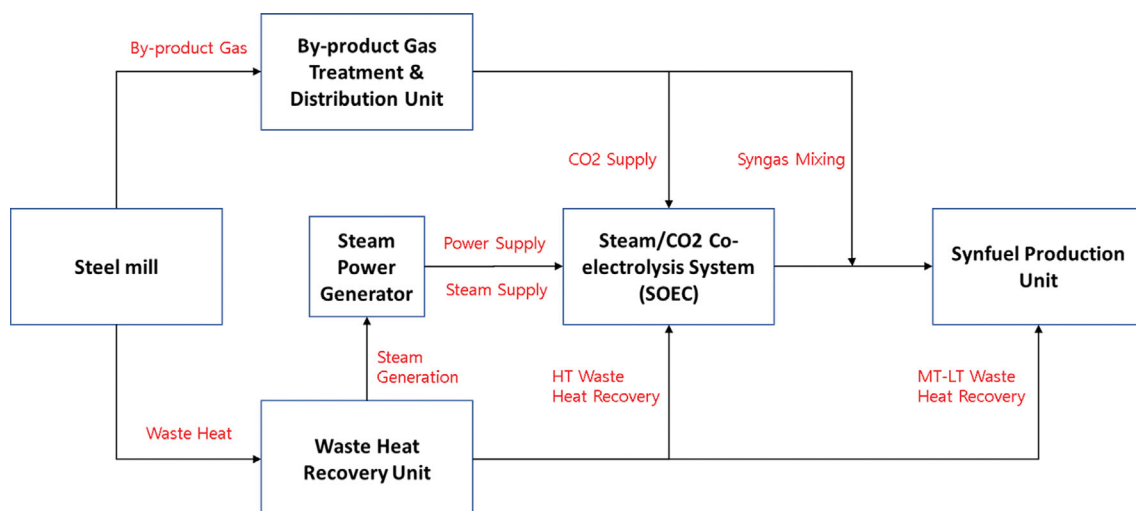 By-product Gas
By-product Gas
Treatment &
Distribution Unit
CO2 Supply
Syngas Mixing
Steel mill
Steam
Power
Generator
Power Supply
Steam Supply
Steam/CO2 Co-
electrolysis System
(SOEC)
Synfuel Production
Unit
Steam
Generation
HT Waste
Heat Recovery
MT-LT Waste
Heat Recovery
Waste Heat
Waste Heat
Recovery Unit